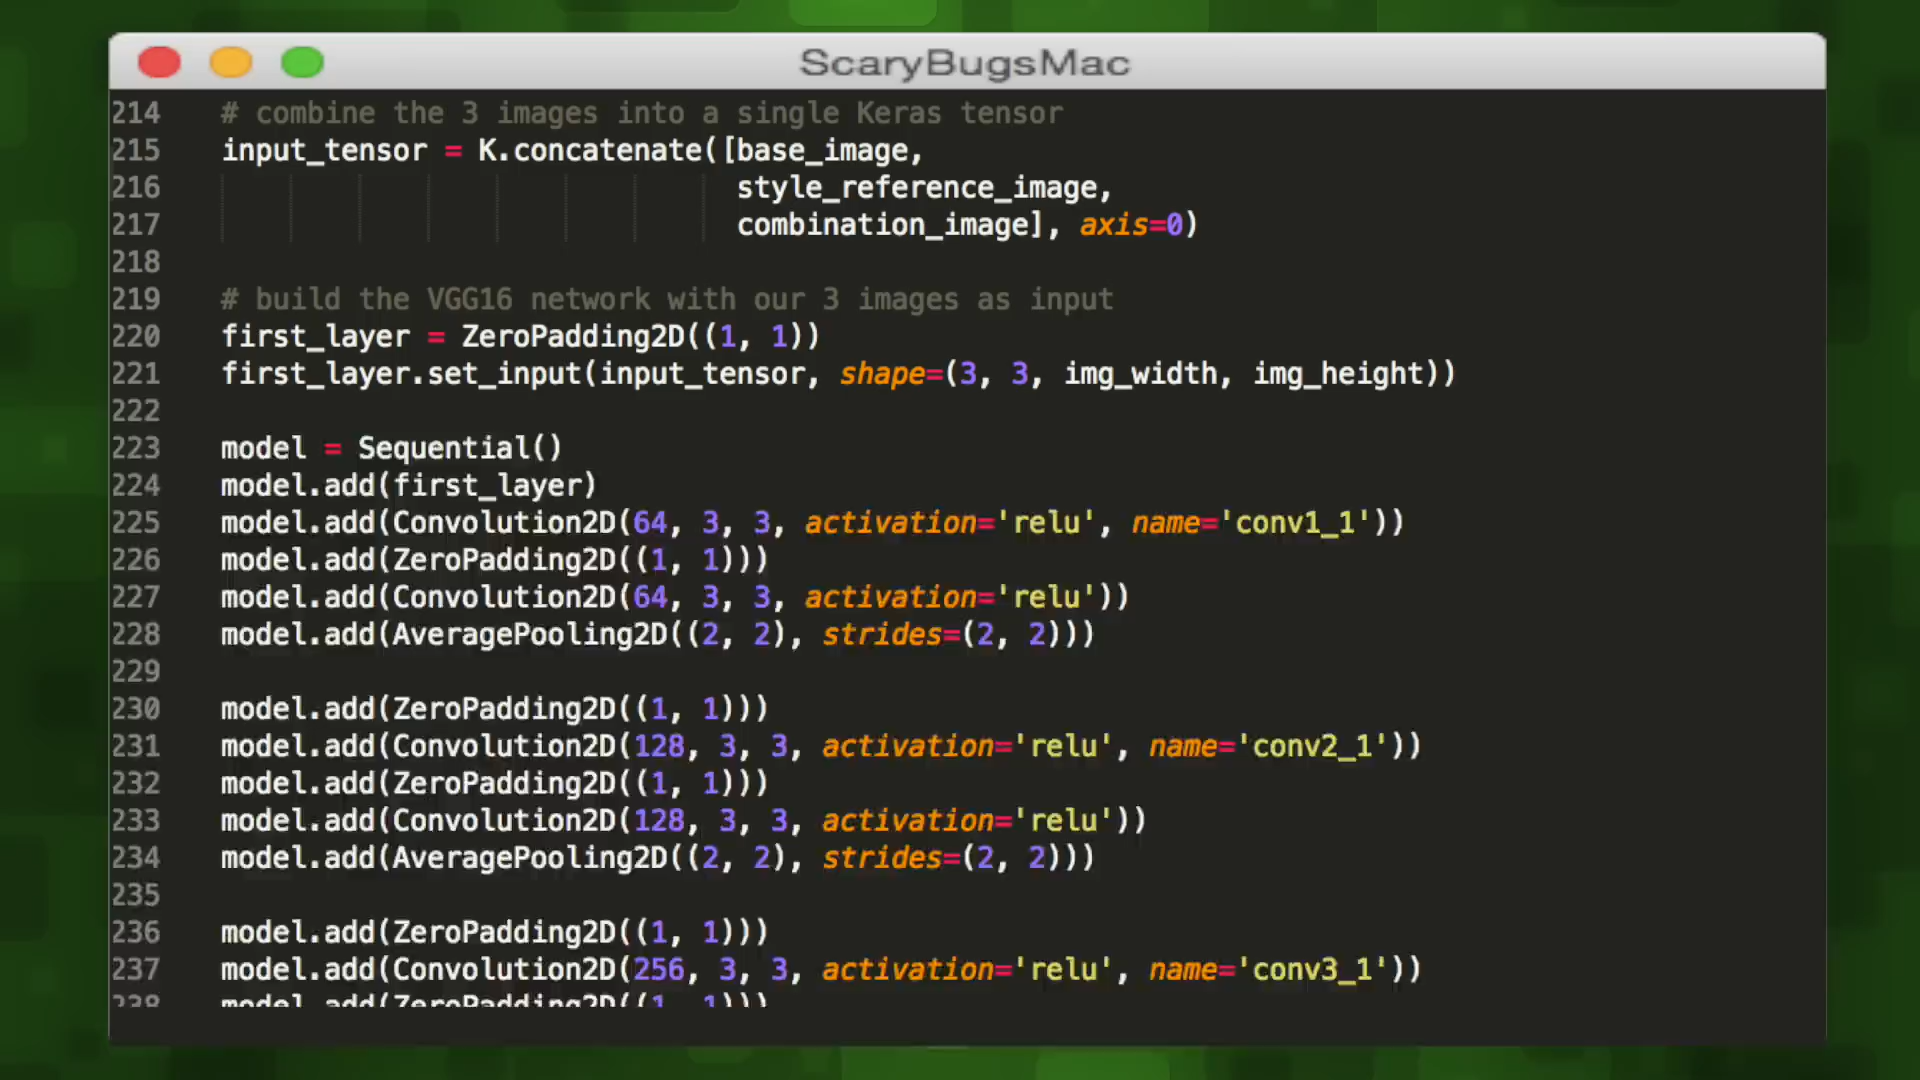 ScaryBugsMac
214 # combine the 3 images into a single Keras tensor
215 input_tensor = K.concatenate([base_image,
216 style_reference_image,
217 combination_image], axis=0)
218
219 # build the VGG16 network with our 3 images as input
220 first_layer = ZeroPadding2D((1, 1))
221 first_layer.set_input(input_tensor, shape=(3, 3, img_width, img_height))
222
223 model = Sequential()
224 model.add(first_layer)
225 model.add(Convolution2D(64, 3, 3, activation='relu', name='conv1_1'))
226 model.add(ZeroPadding2D((1, 1)))
227 model.add(Convolution2D(64, 3, 3, activation='relu'))
228 model.add(AveragePooling2D((2, 2), strides=(2, 2)))
229
230 model.add(ZeroPadding2D((1, 1)))
231 model.add(Convolution2D(128, 3, 3, activation='relu', name='conv2_1'))
232 model.add(ZeroPadding2D((1, 1)))
233 model.add(Convolution2D(128, 3, 3, activation='relu'))
234 model.add(AveragePooling2D((2, 2), strides=(2, 2)))
235
236 model.add(ZeroPadding2D((1, 1)))
237 model.add(Convolution2D(256, 3, 3, activation='relu', name='conv3_1'))
238 model.add(ZeroPadding2D((1, 1)))